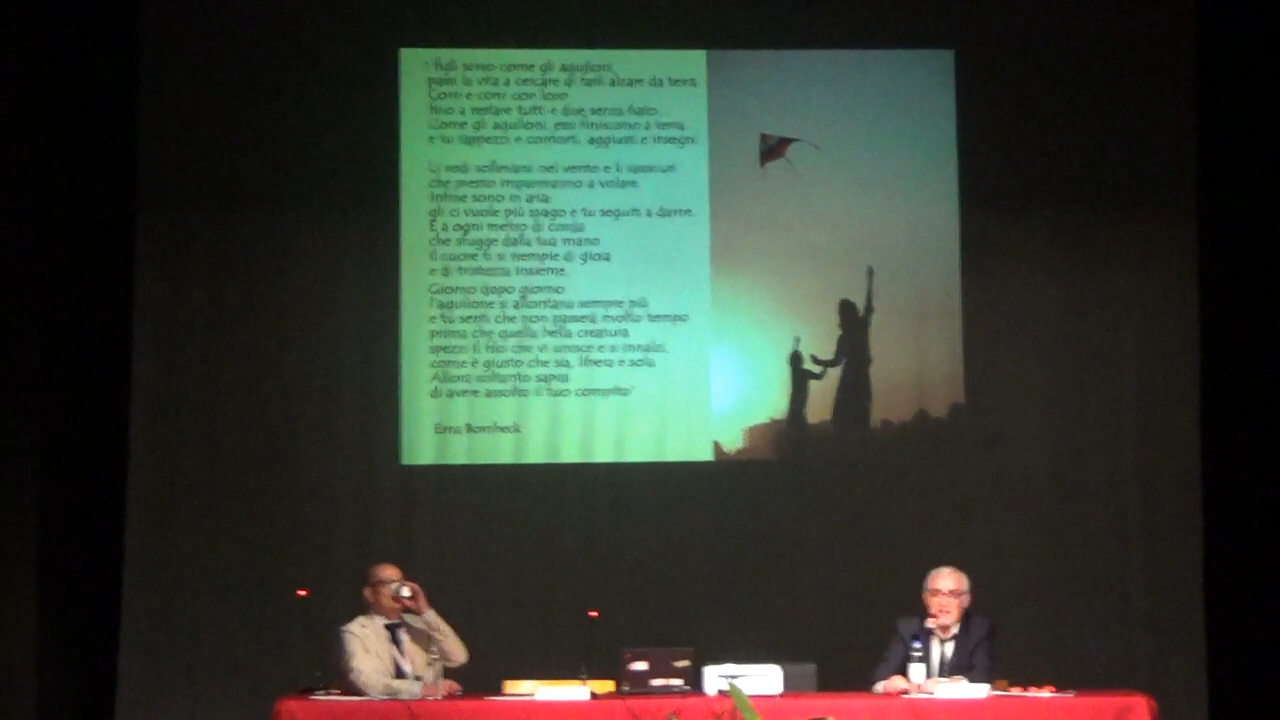 I figli sono come gli aquiloni,
passi la vita a cercare di farli alzare da terra.
Corri e corri con loro
fino a restare tutti e due senza fiato...
Come gli aquiloni, essi finiscono a terra...
e tu rappezzi e conforti, aggiusti e insegni.
Li vedi sollevarsi nel vento e li rassicuri
che presto impareranno a volare.
Infine sono in aria:
gli ci vuole più spago e tu seguiti a darne.
E a ogni metro di corda
che sfugge dalla tua mano
il cuore ti si riempie di gioia
e di tristezza insieme.
Giorno dopo giorno
l'aquilone si allontana sempre più
e tu senti che non passerà molto tempo
prima che quella bella creatura
spezzi il filo che vi unisce e si innalzi,
come è giusto che sia, libera e sola.
Allora soltanto saprai
di avere assolto il tuo compito"
Erma Bombeck